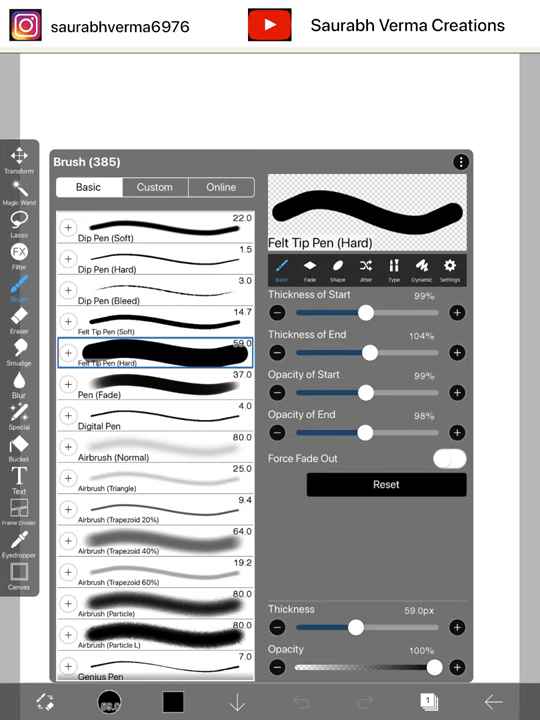 saurabhverma6976
Saurabh Verma Creations
Brush (385)
Basic
Custom
Online
22.0
Dip Pen (Soft)
1.5
Dip Pen (Hard)
3.0
Dip Pen (Bleed)
14.7
Felt Tip Pen (Soft)
59.0
Felt Tip Pen (Hard)
37.0
Pen (Fade)
4.0
Digital Pen
80.0
Airbrush (Normal)
25.0
Airbrush (Triangle)
9.4
Airbrush (Trapezoid 20%)
64.0
Airbrush (Trapezoid 40%)
19.2
Airbrush (Trapezoid 60%)
80.0
Airbrush (Particle)
80.0
Airbrush (Particle L)
7.0
Genius Pen
Felt Tip Pen (Hard)
Basic
Fade
Shape
Jitter
Type
Dynamic
Settings
Thickness of Start
99%
Thickness of End
104%
Opacity of Start
99%
Opacity of End
98%
Force Fade Out
Reset
Thickness
59.0px
Opacity
100%
Transform
Magic Wand
Lasso
FX
Filter
Brush
Eraser
Smudge
Blur
Special
Bucket
T
Text
Frame Divider
Eyedropper
Canvas
59.0
1